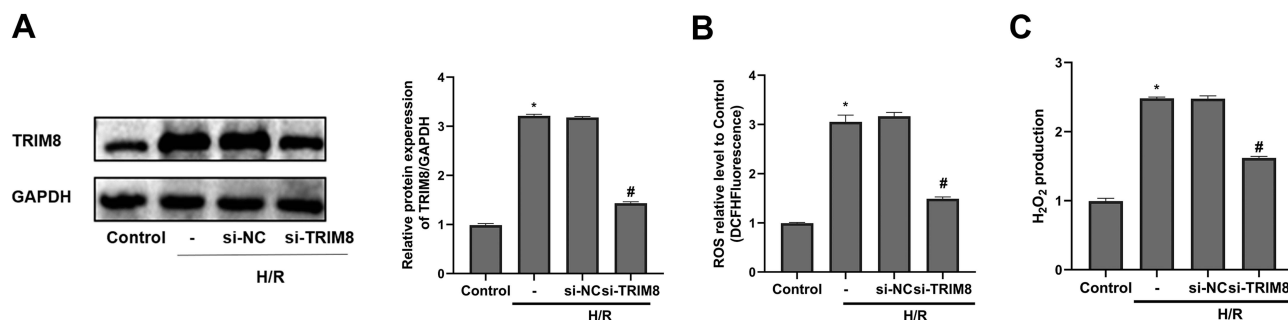 A
TRIM8
GAPDH
Control - si-NC si-TRIM8
H/R
Relative protein experession
of TRIM8/GAPDH
4
3
2
1
0
*
#
Control - si-NC si-TRIM8
H/R
B
ROS relative level to Control
(DCFHFluorescence)
4
3
2
1
0
*
#
Control - si-NC si-TRIM8
H/R
C
H₂O₂ production
3
2
1
0
*
#
Control - si-NC si-TRIM8
H/R